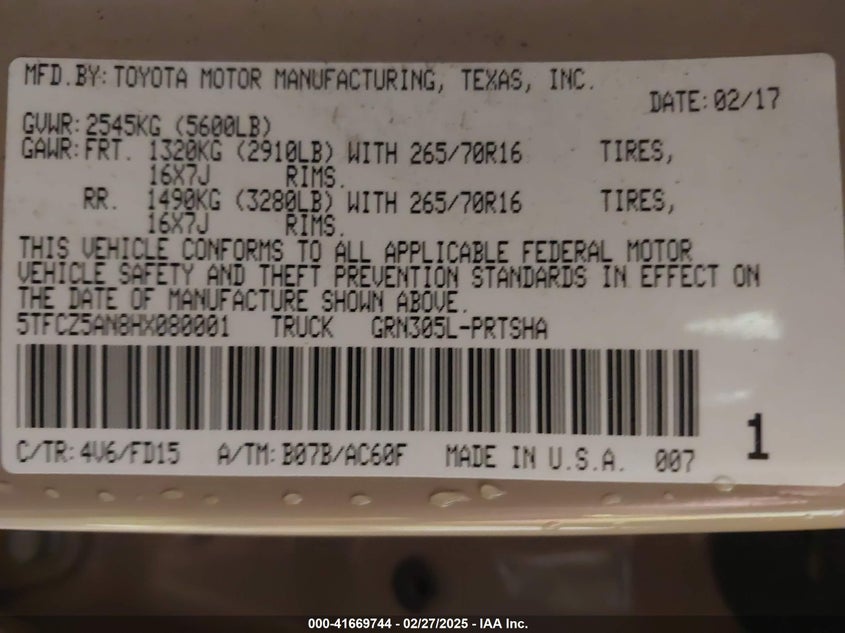 MFD.BY: TOYOTA MOTOR MANUFACTURING, TEXAS, INC.
DATE: 02/17
GVWR: 2545KG (5600LB)
GAWR: FRT. 1320KG (2910LB) WITH 265/70R16 TIRES,
16X7J RIMS.
RR. 1490KG (3280LB) WITH 265/70R16 TIRES,
16X7J RIMS.
THIS VEHICLE CONFORMS TO ALL APPLICABLE FEDERAL MOTOR
VEHICLE SAFETY AND THEFT PREVENTION STANDARDS IN EFFECT ON
THE DATE OF MANUFACTURE SHOWN ABOVE.
5TFCZ5AN8HX080001 TRUCK GRN305L-PRTSHA
C/TR: 4V6/FD15 A/TM: B07B/AC60F MADE IN U.S.A. 007 1
000-41669744 -- 02/27/2025 -- IAA Inc.